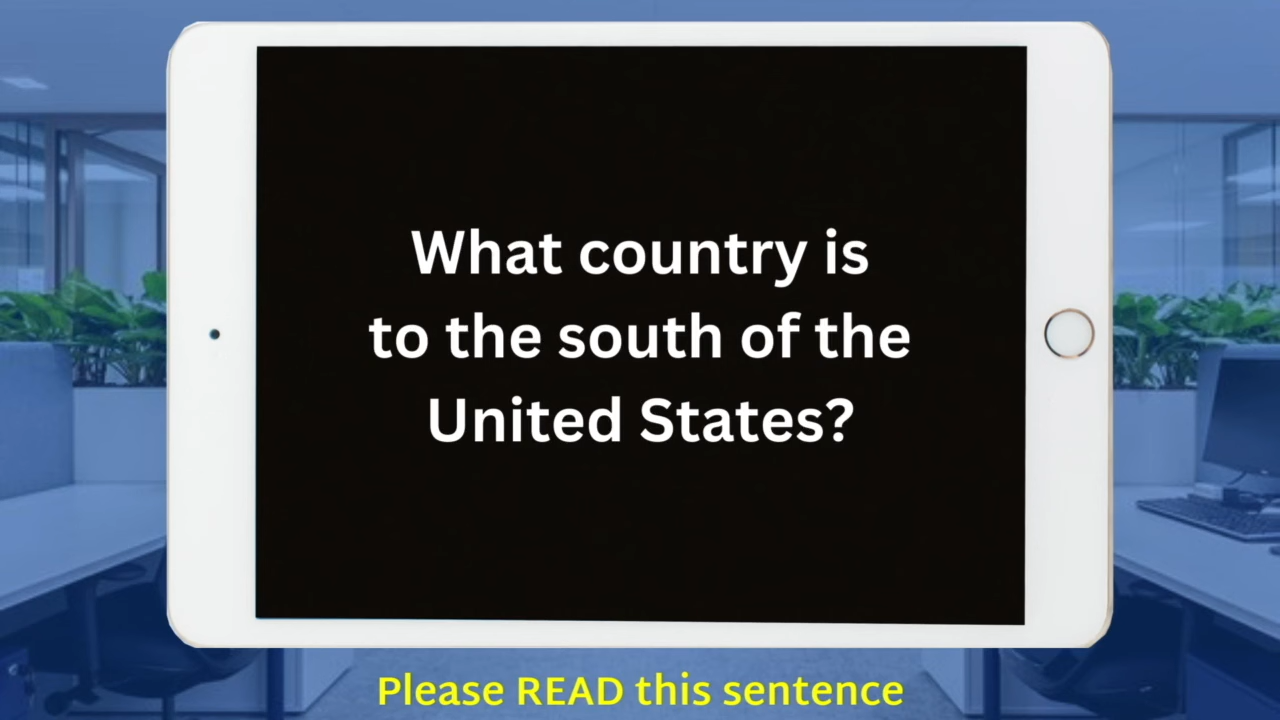 What country is
to the south of the
United States?
Please READ this sentence